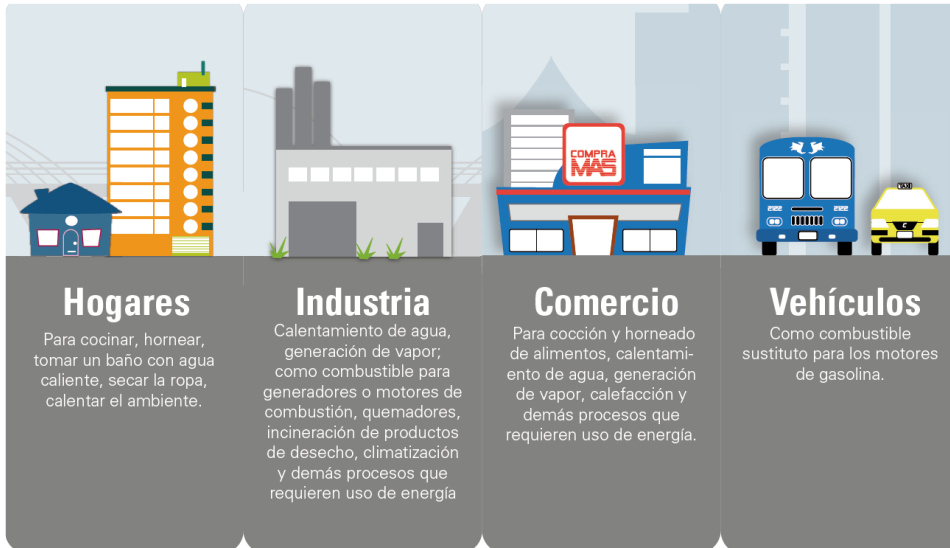 COMPRA
MAS
TAXI
C
Hogares
Para cocinar, hornear,
tomar un baño con agua
caliente, secar la ropa,
calentar el ambiente.
Industria
Calentamiento de agua,
generación de vapor;
como combustible para
generadores o motores de
combustión, quemadores,
incineración de productos
de desecho, climatización
y demás procesos que
requieren uso de energía
Comercio
Para cocción y horneado
de alimentos, calentami-
ento de agua, generación
de vapor, calefacción y
demás procesos que
requieren uso de energía.
Vehículos
Como combustible
sustituto para los motores
de gasolina.